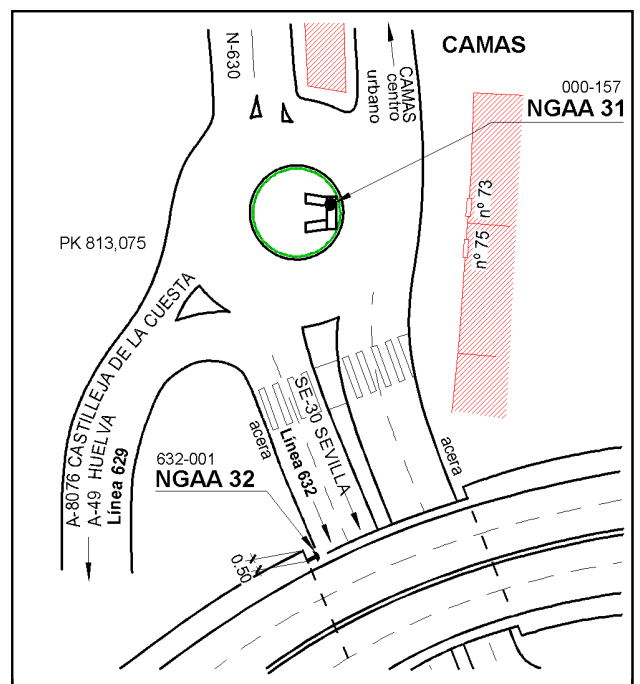 N-630
CAMAS
centro
urbano
CAMAS
000-157
NGAA 31
nº 73
nº 75
PK 813,075
A-8076 CASTILLEJA DE LA CUESTA
A-49 HUELVA
Línea 629
SE-30 SEVILLA
Línea 632
acera
acera
632-001
NGAA 32
0.50